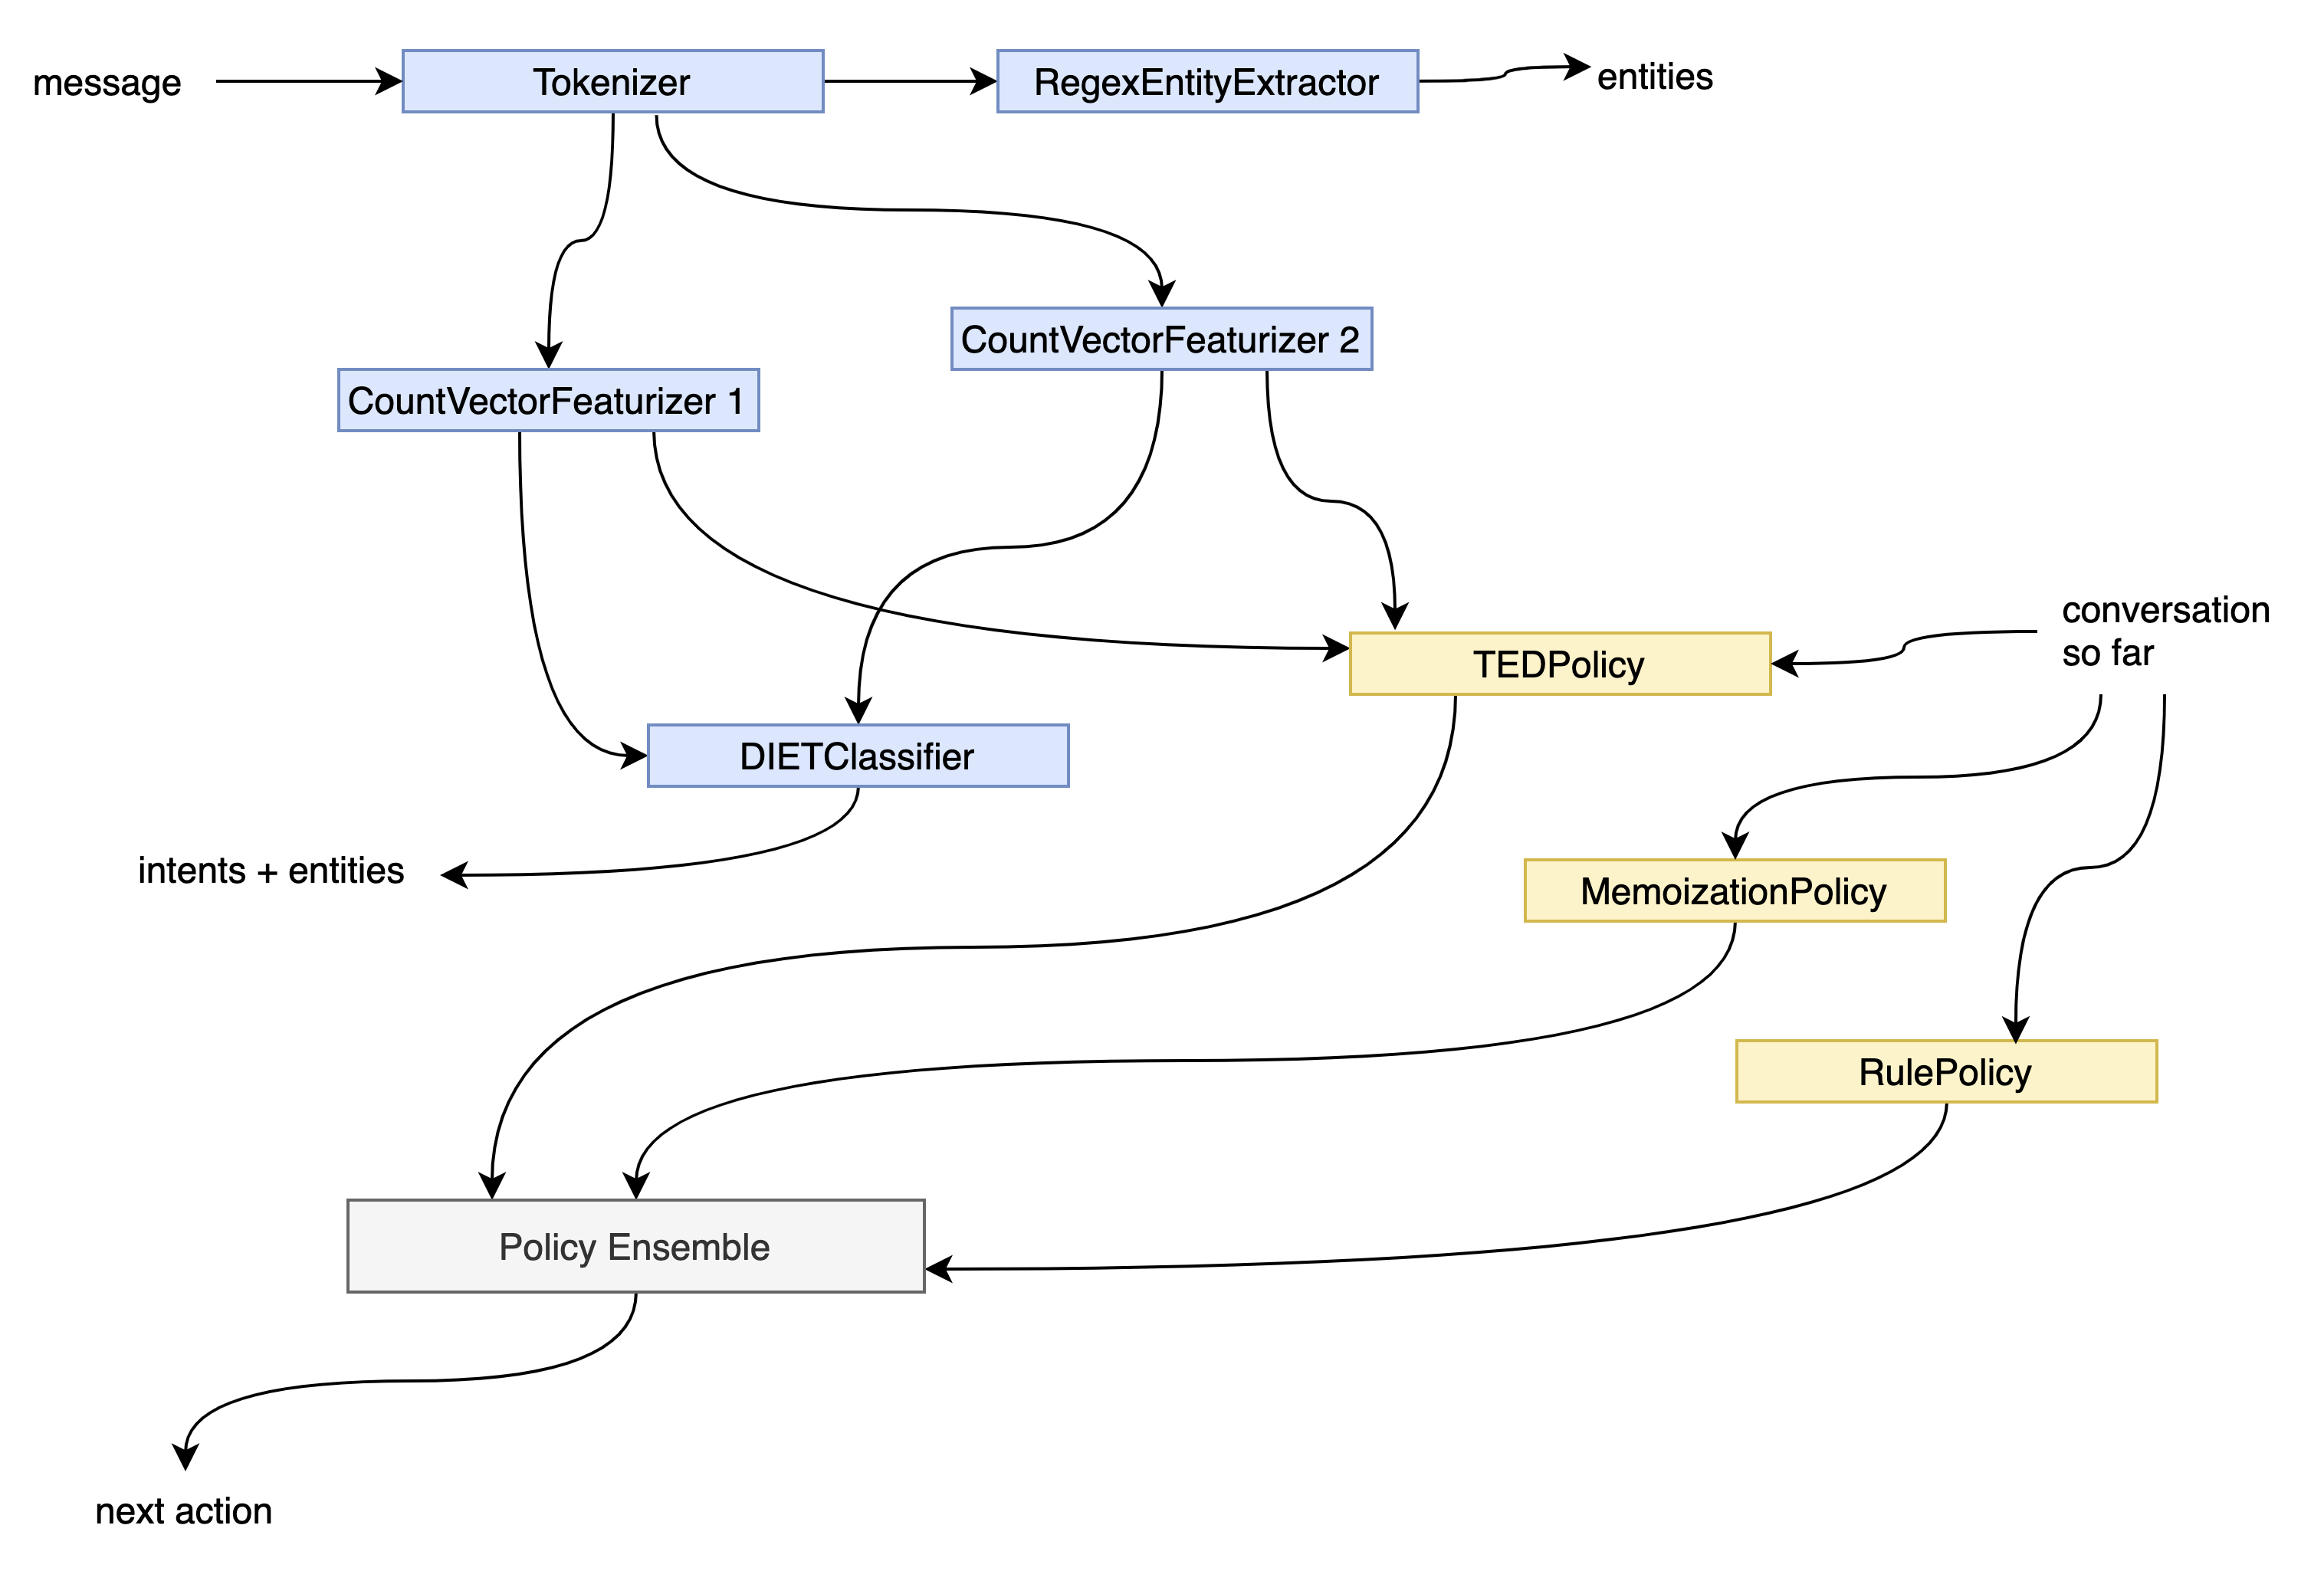 message
Tokenizer
RegexEntityExtractor
entities
CountVectorFeaturizer 2
CountVectorFeaturizer 1
conversation
so far
TEDPolicy
DIETClassifier
intents + entities
MemoizationPolicy
RulePolicy
Policy Ensemble
next action